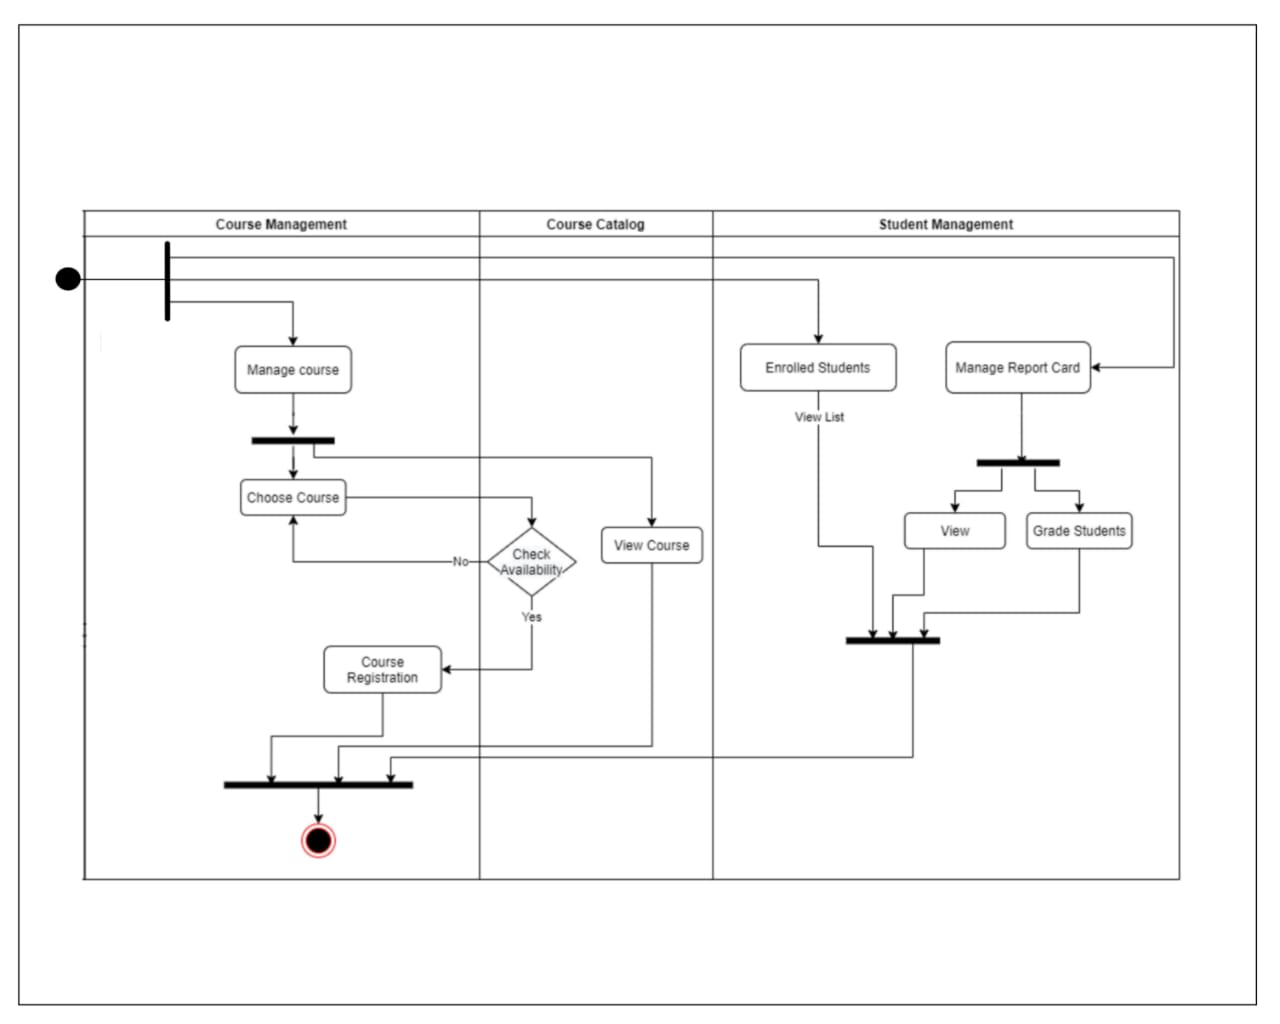 Course Management
Course Catalog
Student Management
Manage course
Enrolled Students
Manage Report Card
View List
Choose Course
View
Grade Students
Check
Availability
View Course
No
Yes
Course
Registration